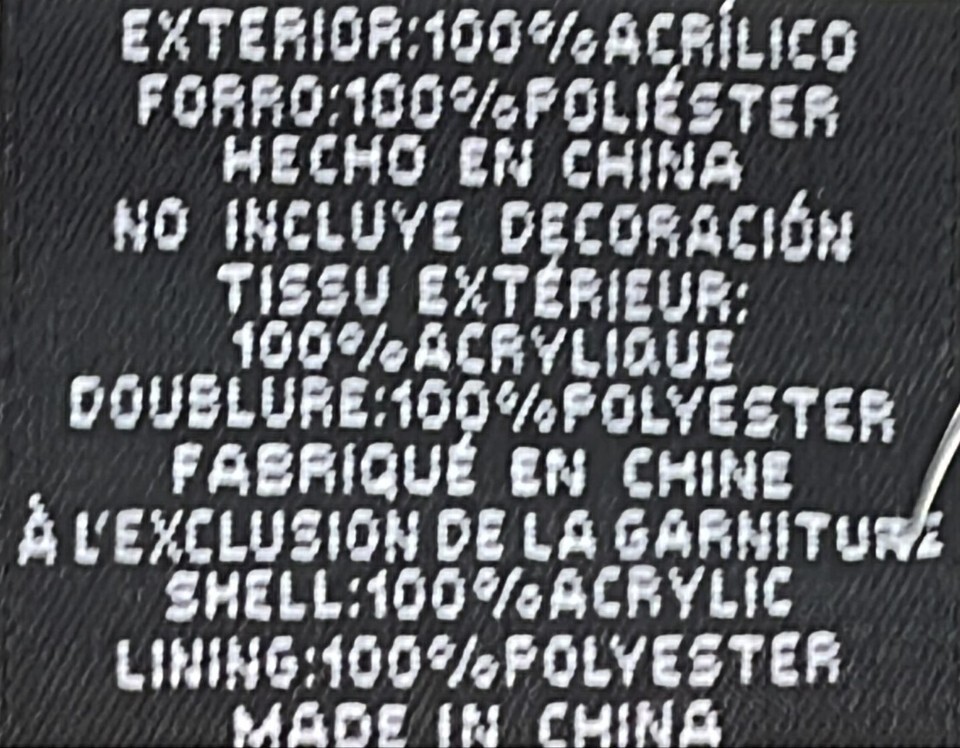 EXTERIOR:100%ACRÍLICO
FORRO:100%POLIÉSTER
HECHO EN CHINA
NO INCLUYE DECORACIÓN
TISSU EXTÉRIEUR:
100%ACRYLIQUE
DOUBLURE:100%POLYESTER
FABRIQUÉ EN CHINE
À L'EXCLUSION DE LA GARNITURE
SHELL:100%ACRYLIC
LINING:100%POLYESTER
MADE IN CHINA